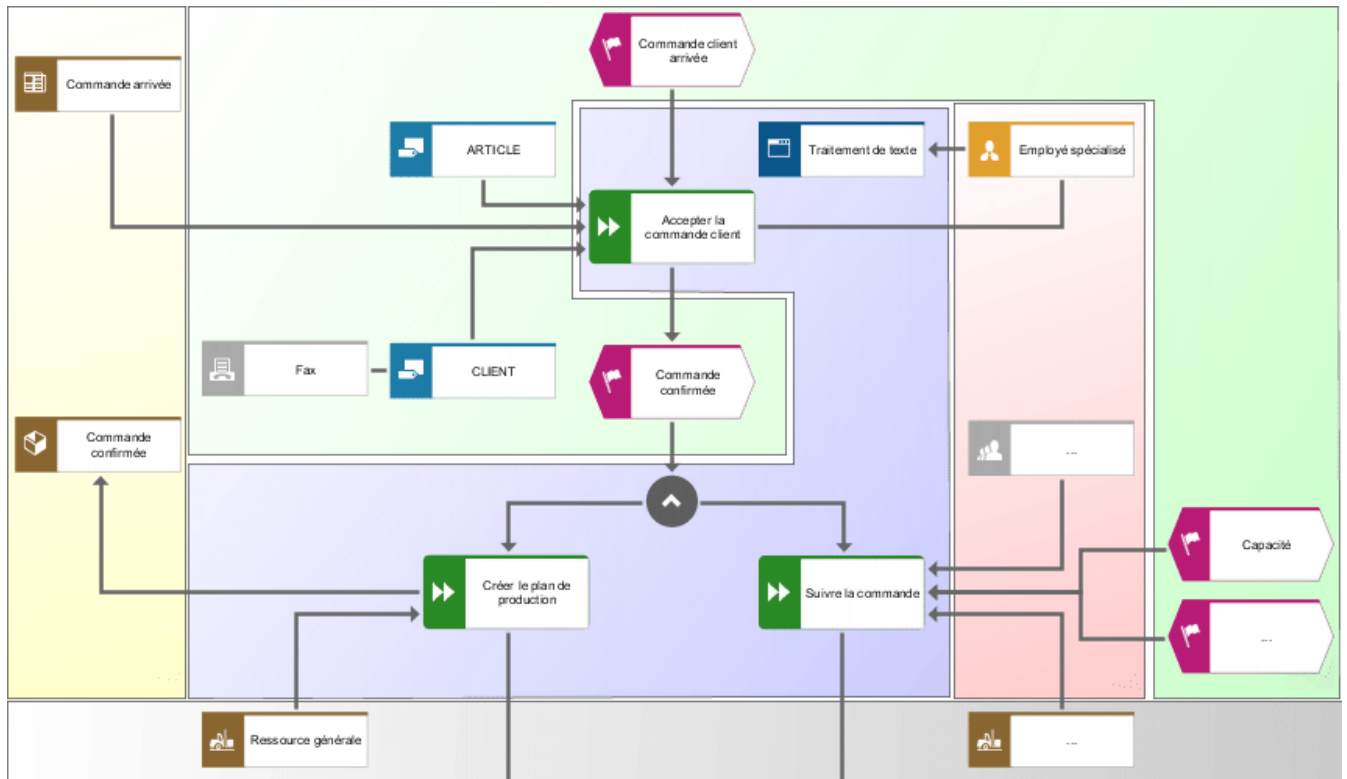 Commande client
arrivée
Commande arrivée
ARTICLE
Traitement de texte
Employé spécialisé
Accepter la
commande client
Fax
CLIENT
Commande
confirmée
Commande
confirmée
...
Capacité
Créer le plan de
production
Suivre la commande
...
Ressource générale
...